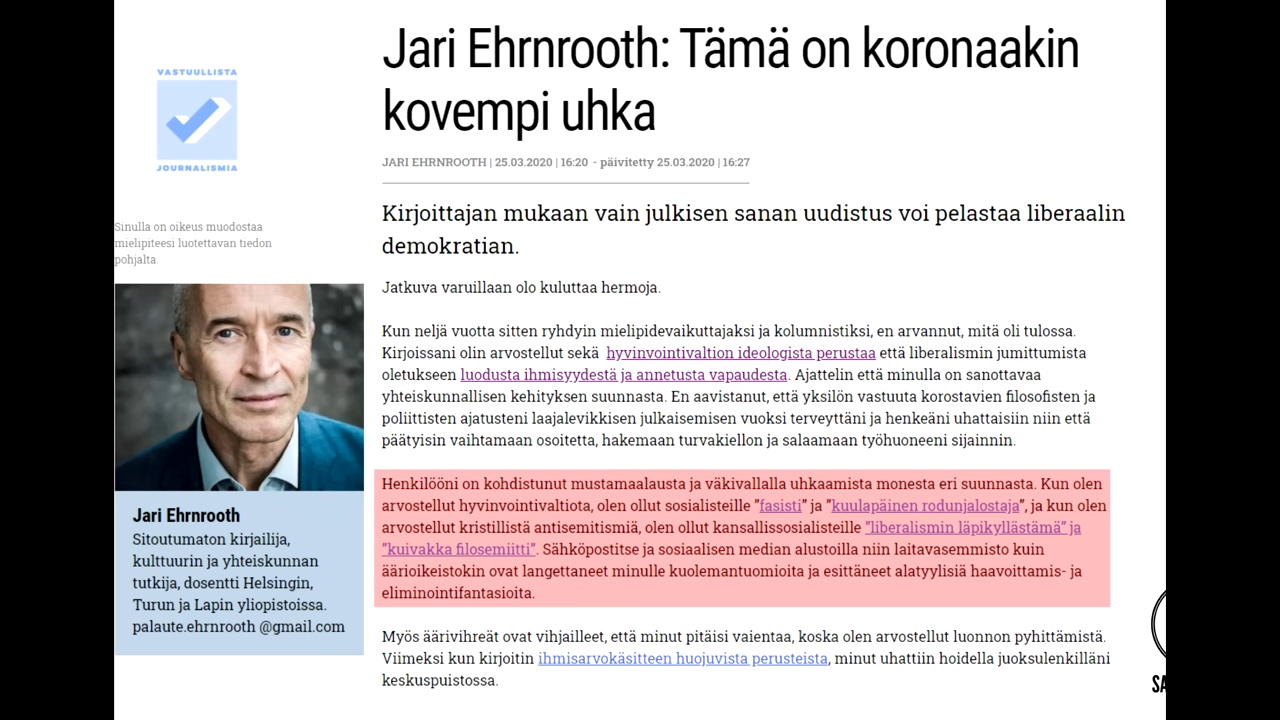 Jari Ehrnrooth: Tämä on koronaakin
kovempi uhka
VASTUULLISTA
JOURNALISMIA
JARI EHRNROOTH | 25.03.2020 | 16:20 - päivitetty 25.03.2020 | 16:27
Kirjoittajan mukaan vain julkisen sanan uudistus voi pelastaa liberaalin
demokratian.
Sinulla on oikeus muodostaa
mielipiteesi luotettavan tiedon
pohjalta.
Jatkuva varuillaan olo kuluttaa hermoja.
Kun neljä vuotta sitten ryhdyin mielipidevaikuttajaksi ja kolumnistiksi, en arvannut, mitä oli tulossa.
Kirjoissani olin arvostellut sekä hyvinvointivaltion ideologista perustaa että liberalismin jumittumista
oletukseen luodusta ihmisyydestä ja annetusta vapaudesta. Ajattelin että minulla on sanottavaa
yhteiskunnallisen kehityksen suunnasta. En aavistanut, että yksilön vastuuta korostavien filosofisten ja
poliittisten ajatusteni laajalevikkisen julkaisemisen vuoksi terveyttäni ja henkeäni uhattaisiin niin että
päätyisin vaihtamaan osoitetta, hakemaan turvakiellon ja salaamaan työhuoneeni sijainnin.
Henkilööni on kohdistunut mustamaalausta ja väkivallalla uhkaamista monesta eri suunnasta. Kun olen
arvostellut hyvinvointivaltiota, olen ollut sosialisteille ”fasisti” ja ”kuulapäinen rodunjalostaja”, ja kun olen
arvostellut kristillistä antisemitismiä, olen ollut kansallissosialisteille ”liberalismin läpikyllästämä” ja
”kuivakka filosemiitti”. Sähköpostitse ja sosiaalisen median alustoilla niin laitavasemmisto kuin
äärioikeistokin ovat langettaneet minulle kuolemantuomioita ja esittäneet alatyylisiä haavoittamis- ja
eliminointifantasioita.
Jari Ehrnrooth
Sitoutumaton kirjailija,
kulttuurin ja yhteiskunnan
tutkija, dosentti Helsingin,
Turun ja Lapin yliopistoissa.
palaute.ehrnrooth @gmail.com
Myös äärivihreät ovat vihjailleet, että minut pitäisi vaientaa, koska olen arvostellut luonnon pyhittämistä.
Viimeksi kun kirjoitin ihmisarvokäsitteen huojuvista perusteista, minut uhattiin hoidella juoksulenkilläni
keskuspuistossa.